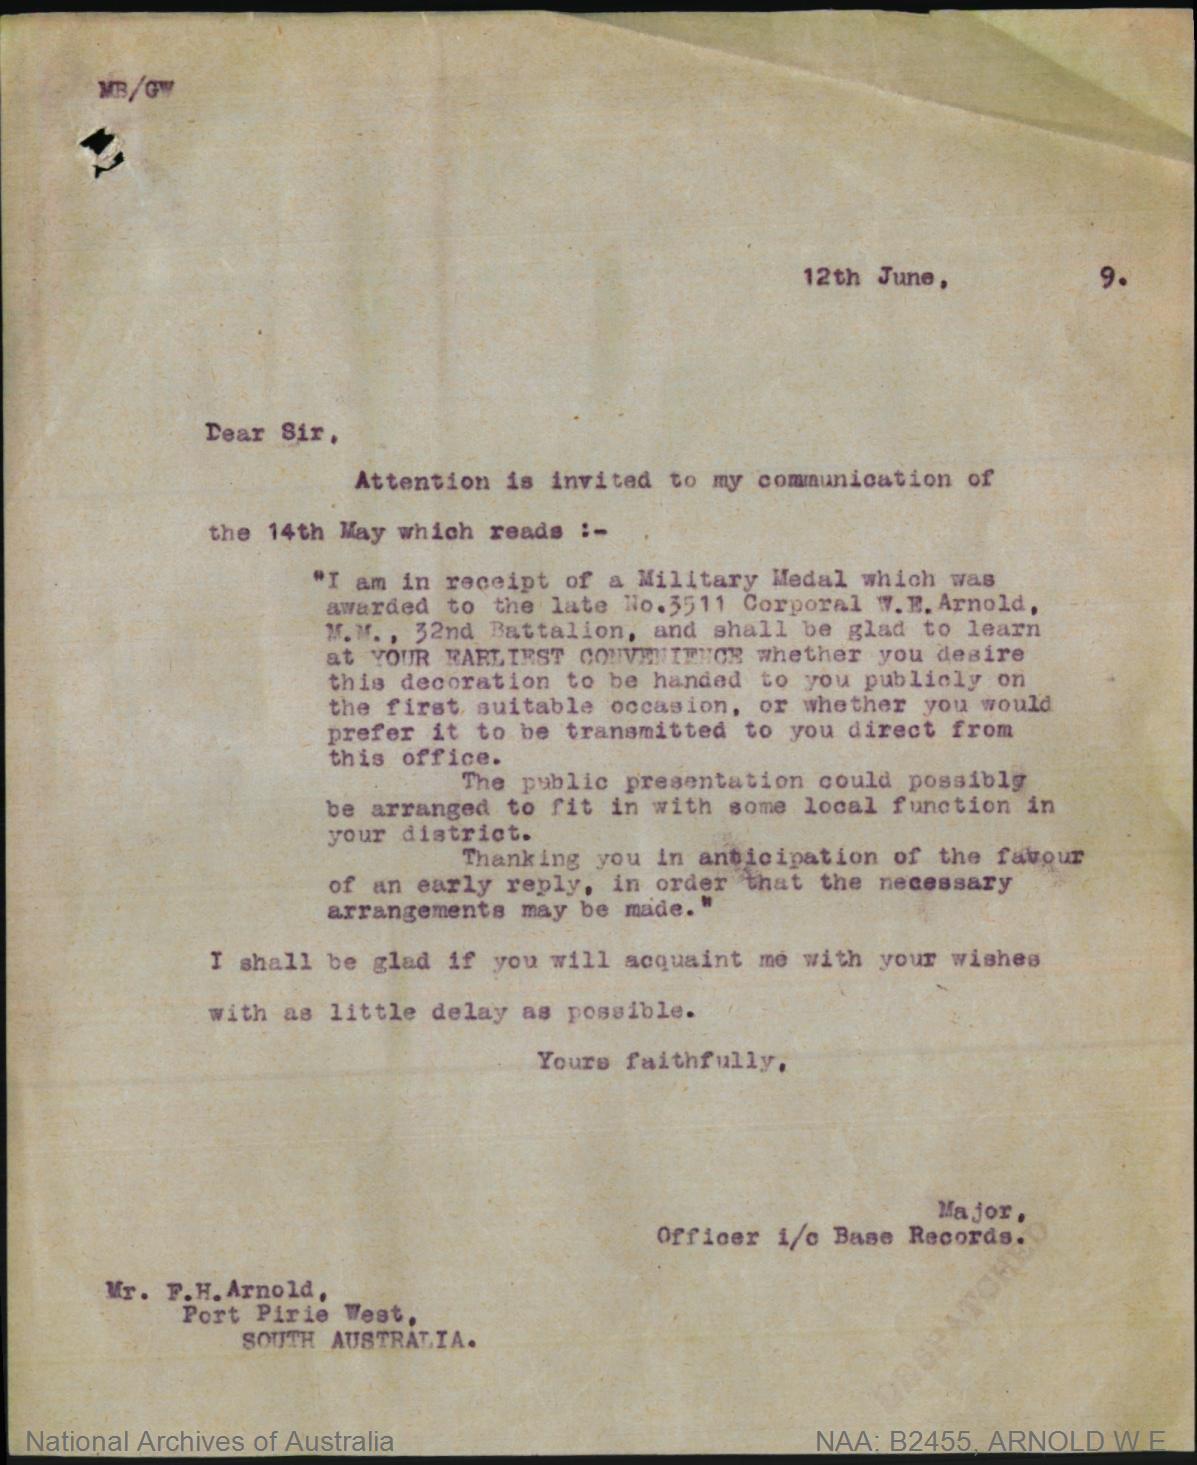 MB/GW
12th June, 9.
Dear Sir,
Attention is invited to my communication of
the 14th May which reads :-
"I am in receipt of a Military Medal which was
awarded to the late No.3511 Corporal W.E.Arnold,
M.M., 32nd Battalion, and shall be glad to learn
at YOUR EARLIEST CONVENIENCE whether you desire
this decoration to be handed to you publicly on
the first suitable occasion, or whether you would
prefer it to be transmitted to you direct from
this office.
The public presentation could possibly
be arranged to fit in with some local function in
your district.
Thanking you in anticipation of the favour
of an early reply, in order that the necessary
arrangements may be made."
I shall be glad if you will acquaint me with your wishes
with as little delay as possible.
Yours faithfully,
Major,
Officer i/c Base Records.
DESPATCHED
Mr. F.H.Arnold,
Port Pirie West,
SOUTH AUSTRALIA.
National Archives of Australia
NAA: B2455, ARNOLD W E